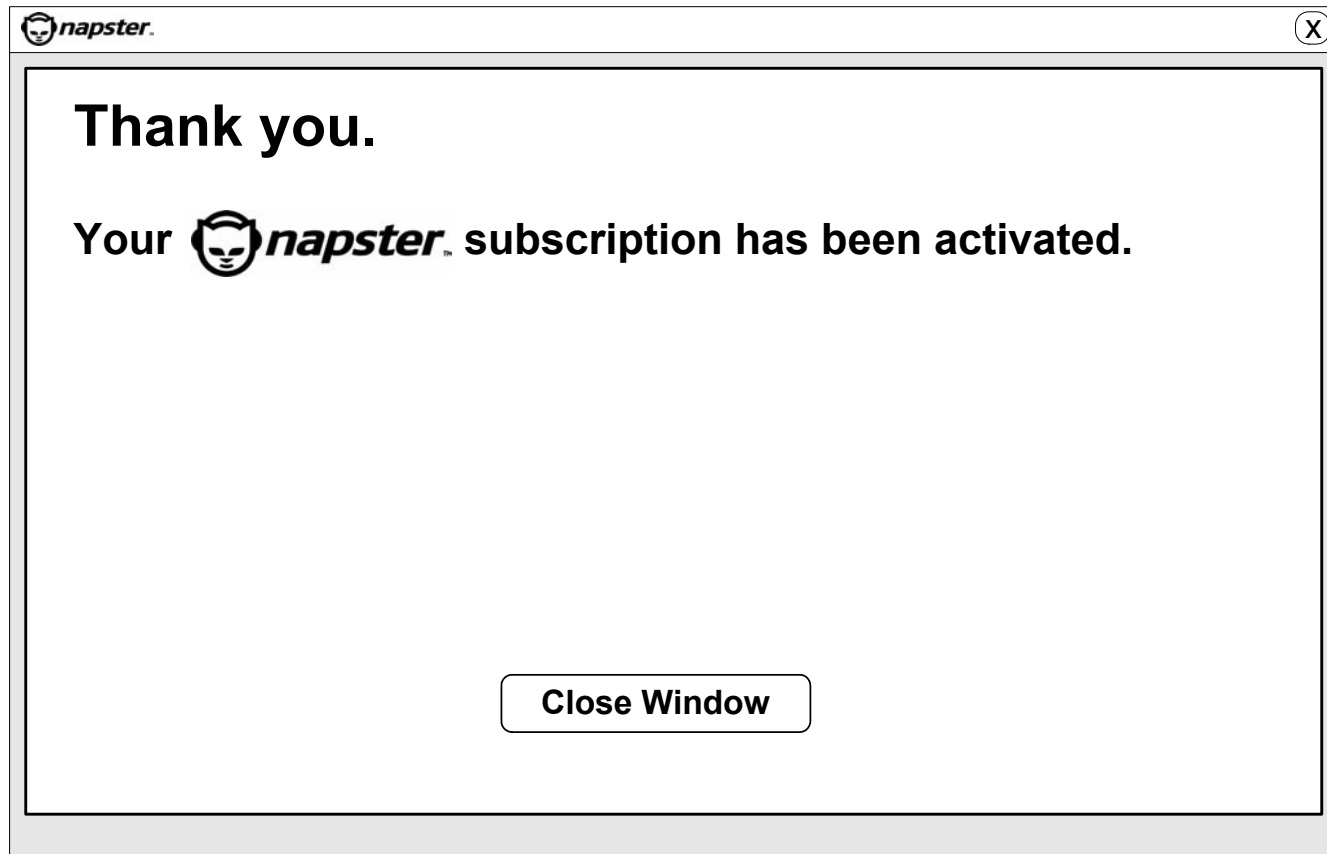 napster.
X
Thank you.
Your napster. subscription has been activated.
Close Window